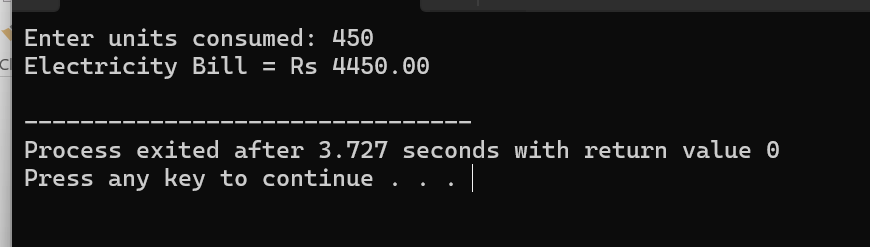 Enter units consumed: 450
Electricity Bill = Rs 4450.00
--------------------------------
Process exited after 3.727 seconds with return value 0
Press any key to continue . . .